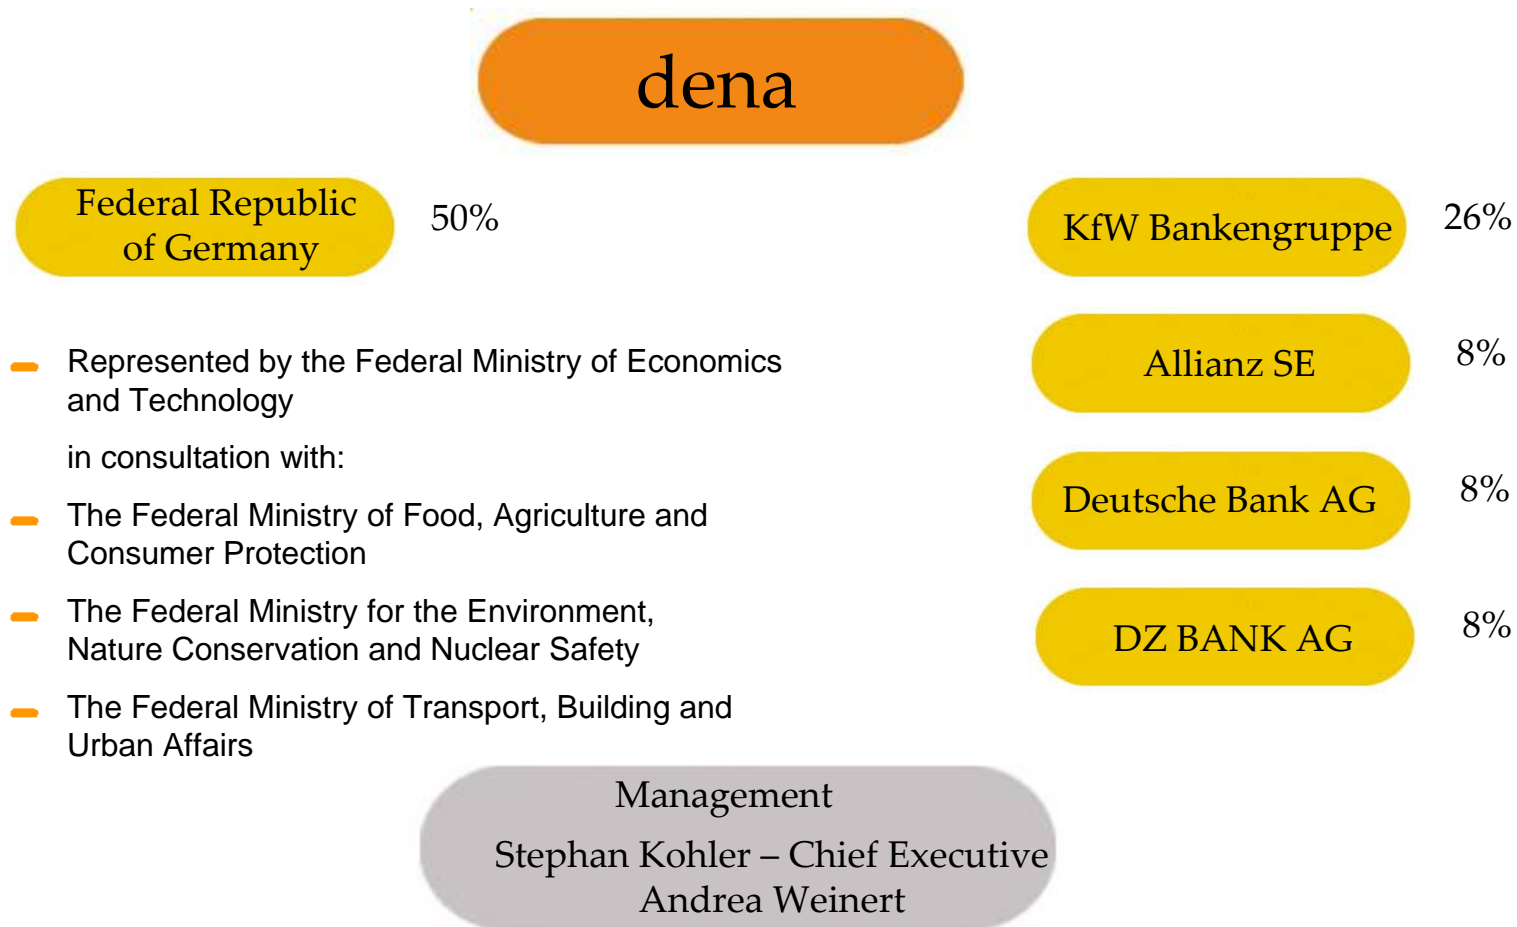 dena
Federal Republic
of Germany
50%
Represented by the Federal Ministry of Economics
and Technology
in consultation with:
The Federal Ministry of Food, Agriculture and
Consumer Protection
The Federal Ministry for the Environment,
Nature Conservation and Nuclear Safety
The Federal Ministry of Transport, Building and
Urban Affairs
KfW Bankengruppe
26%
Allianz SE
8%
Deutsche Bank AG
8%
DZ BANK AG
8%
Management
Stephan Kohler – Chief Executive
Andrea Weinert